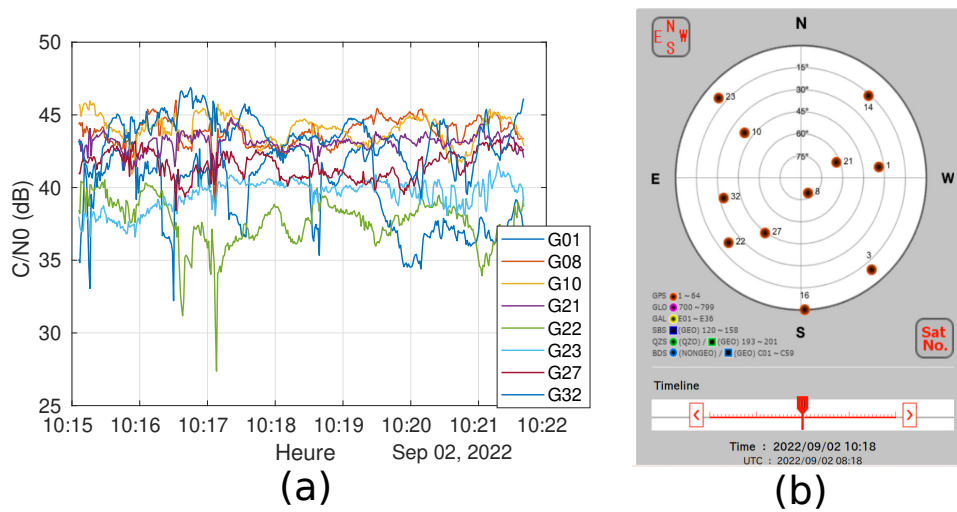 50
45
40
35
30
25
C/N0 (dB)
10:15 10:16 10:17 10:18 10:19 10:20 10:21 10:22
Heure
Sep 02, 2022
G01
G08
G10
G21
G22
G23
G27
G32
(a)
N
E W
S
N
15°
30°
45°
60°
75°
E
W
S
23
14
10
21
1
32
8
22
27
3
16
GPS 1 ~ 64
GLO 700 ~ 799
GAL E01 ~ E36
SBS (GEO) 120 ~ 158
QZS (QZO) / (GEO) 193 ~ 201
BDS (NONGEO) / (GEO) C01 ~ C59
Sat
No.
Timeline
< >
Time : 2022/09/02 10:18
UTC : 2022/09/02 08:18
(b)